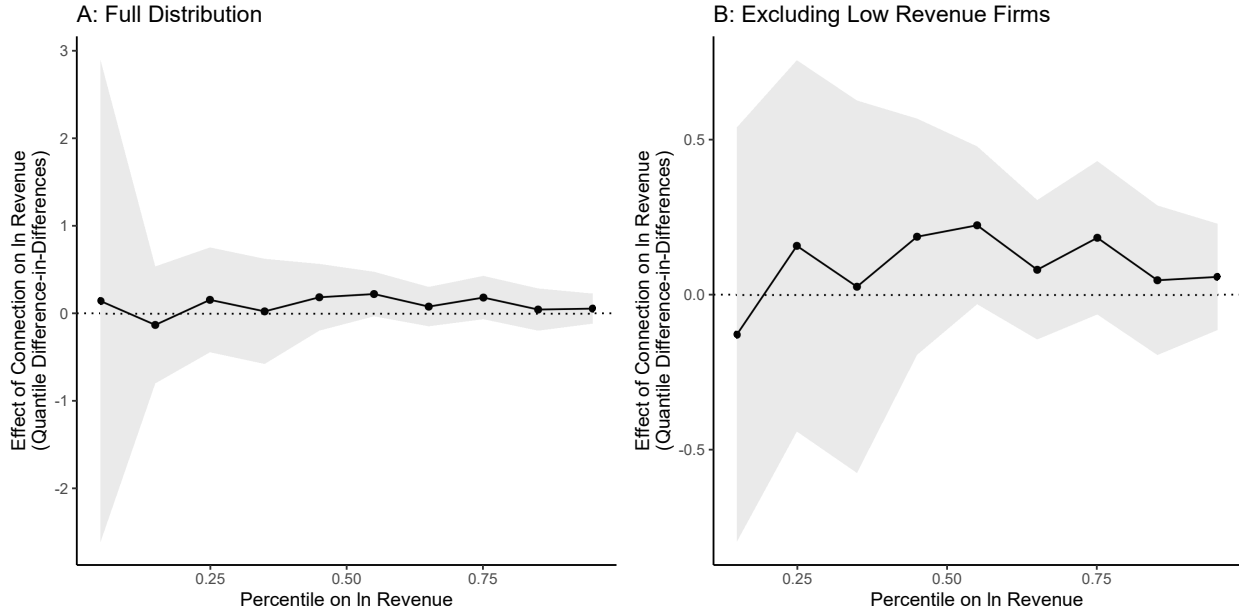 A: Full Distribution
Effect of Connection on ln Revenue
(Quantile Difference-in-Differences)
3
2
1
0
-1
-2
0.25
0.50
0.75
Percentile on ln Revenue
B: Excluding Low Revenue Firms
Effect of Connection on ln Revenue
(Quantile Difference-in-Differences)
0.5
0.0
-0.5
0.25
0.50
0.75
Percentile on ln Revenue